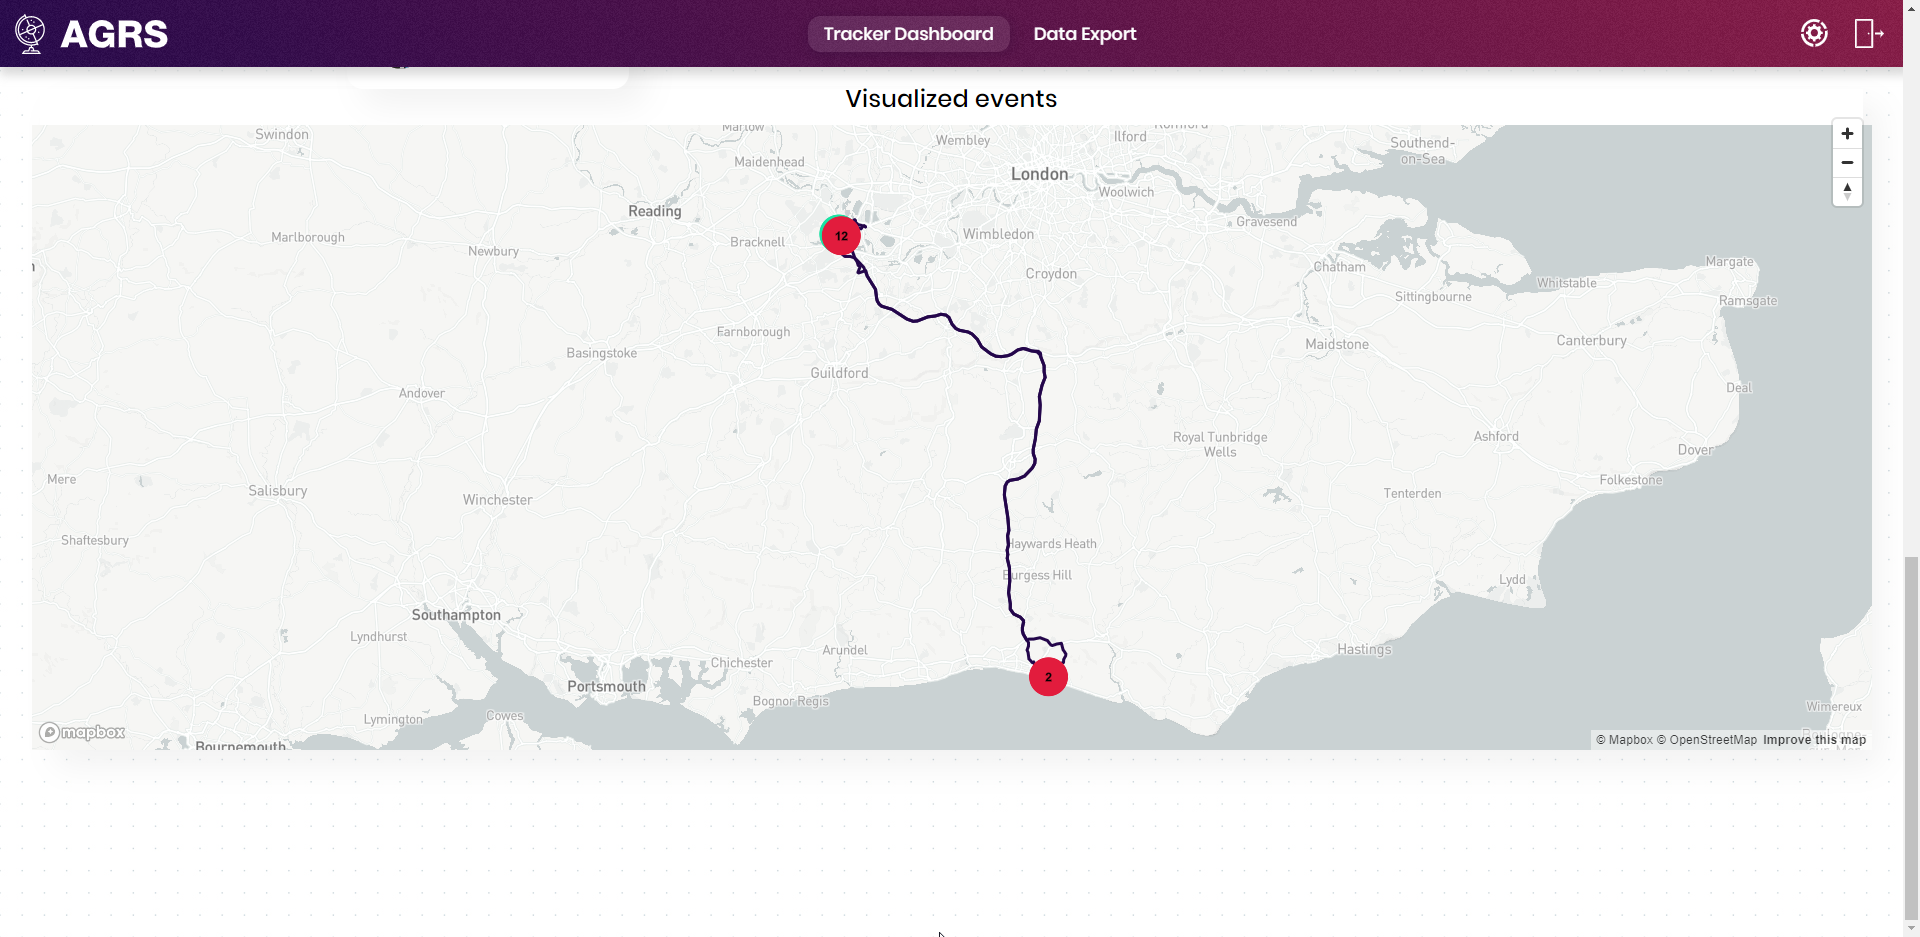 AGRS
Tracker Dashboard
Data Export
Visualized events
Swindon
Marlow
Wembley
Ilford
Romford
Southend-
on-Sea
Maidenhead
London
Woolwich
Reading
Gravesend
Marlborough
Bracknell
12
Wimbledon
Newbury
Croydon
Chatham
Margate
Whitstable
Sittingbourne
Ramsgate
Farnborough
Basingstoke
Maidstone
Canterbury
Guildford
Deal
Andover
Royal Tunbridge
Wells
Ashford
Dover
Mere
Salisbury
Winchester
Tenterden
Folkestone
Shaftesbury
Haywards Heath
Burgess Hill
Lydd
Southampton
Lyndhurst
Arundel
Hastings
Chichester
Portsmouth
2
Bognor Regis
Lymington
Cowes
Wimereux
mapbox
Bournemouth
© Mapbox © OpenStreetMap Improve this map